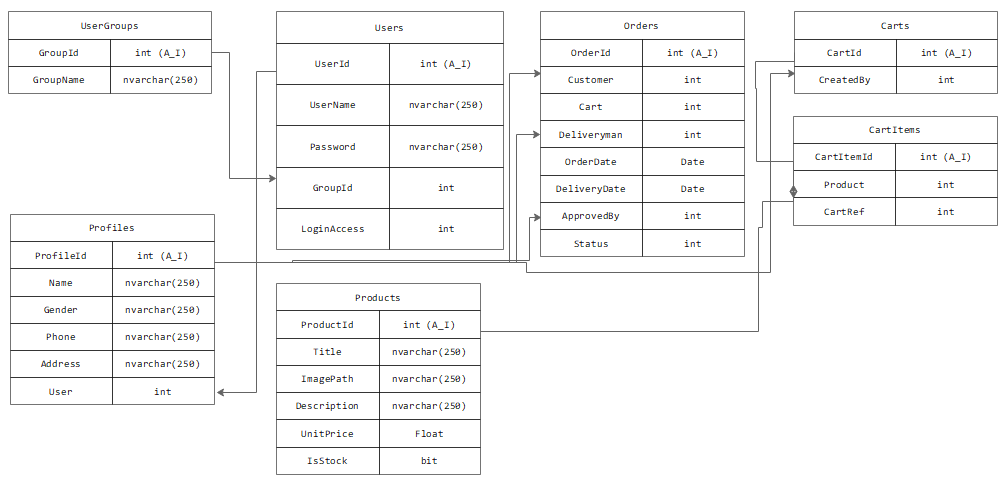 UserGroups
GroupId int (A_I)
GroupName nvarchar(250)
Users
UserId int (A_I)
UserName nvarchar(250)
Password nvarchar(250)
GroupId int
LoginAccess int
Orders
OrderId int (A_I)
Customer int
Cart int
Deliveryman int
OrderDate Date
DeliveryDate Date
ApprovedBy int
Status int
Carts
CartId int (A_I)
CreatedBy int
CartItems
CartItemId int (A_I)
Product int
CartRef int
Profiles
ProfileId int (A_I)
Name nvarchar(250)
Gender nvarchar(250)
Phone nvarchar(250)
Address nvarchar(250)
User int
Products
ProductId int (A_I)
Title nvarchar(250)
ImagePath nvarchar(250)
Description nvarchar(250)
UnitPrice Float
IsStock bit